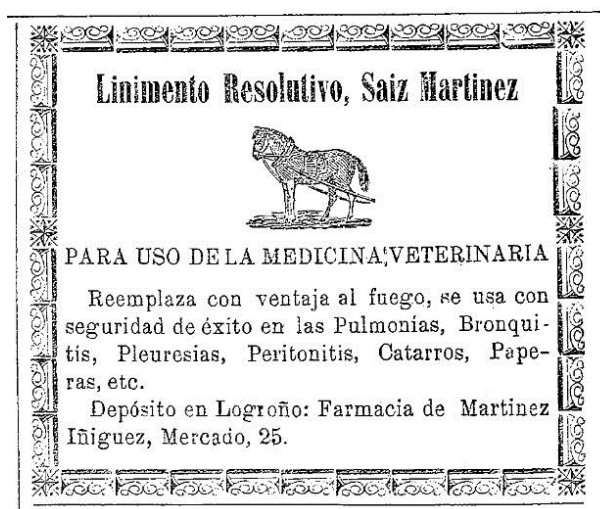 Linimento Resolutivo, Saiz Martinez
PARA USO DE LA MEDICINA VETERINARIA
Reemplaza con ventaja al fuego, se usa con
seguridad de éxito en las Pulmonías, Bronqui-
tis, Pleuresias, Peritonitis, Catarros, Pape-
ras, etc.
Depósito en Logroño: Farmacia de Martinez
Iñiguez, Mercado, 25.